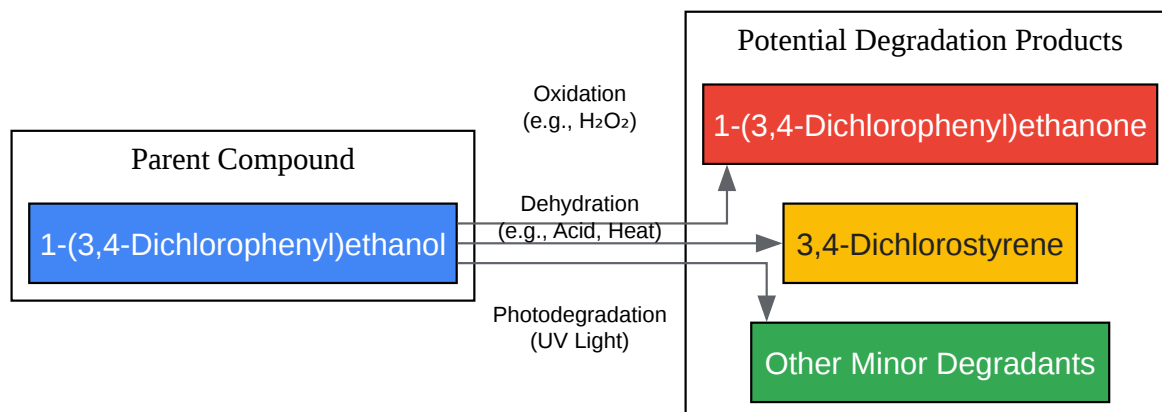 Parent Compound
1-(3,4-Dichlorophenyl)ethanol
Oxidation
(e.g., H₂O₂)
Dehydration
(e.g., Acid, Heat)
Photodegradation
(UV Light)
Potential Degradation Products
1-(3,4-Dichlorophenyl)ethanone
3,4-Dichlorostyrene
Other Minor Degradants